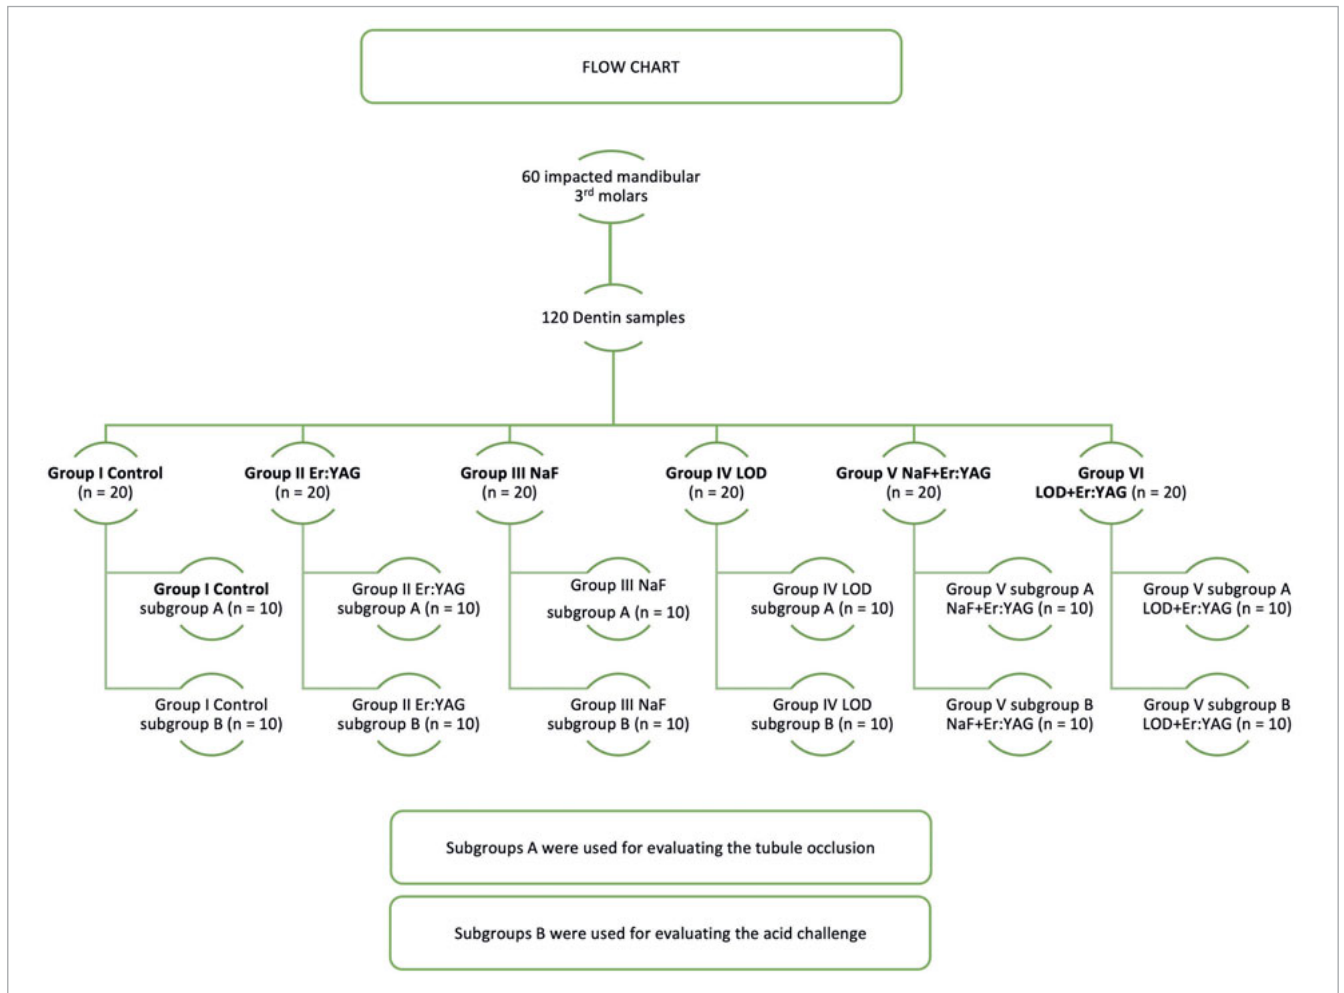 FLOW CHART
60 impacted mandibular
3rd molars
120 Dentin samples
Group I Control
(n = 20)
Group II Er:YAG
(n = 20)
Group III NaF
(n = 20)
Group IV LOD
(n = 20)
Group V NaF+Er:YAG
(n = 20)
Group VI
LOD+Er:YAG (n = 20)
Group I Control
subgroup A (n = 10)
Group II Er:YAG
subgroup A (n = 10)
Group III NaF
subgroup A (n = 10)
Group IV LOD
subgroup A (n = 10)
Group V subgroup A
NaF+Er:YAG (n = 10)
Group V subgroup A
LOD+Er:YAG (n = 10)
Group I Control
subgroup B (n = 10)
Group II Er:YAG
subgroup B (n = 10)
Group III NaF
subgroup B (n = 10)
Group IV LOD
subgroup B (n = 10)
Group V subgroup B
NaF+Er:YAG (n = 10)
Group V subgroup B
LOD+Er:YAG (n = 10)
Subgroups A were used for evaluating the tubule occlusion
Subgroups B were used for evaluating the acid challenge